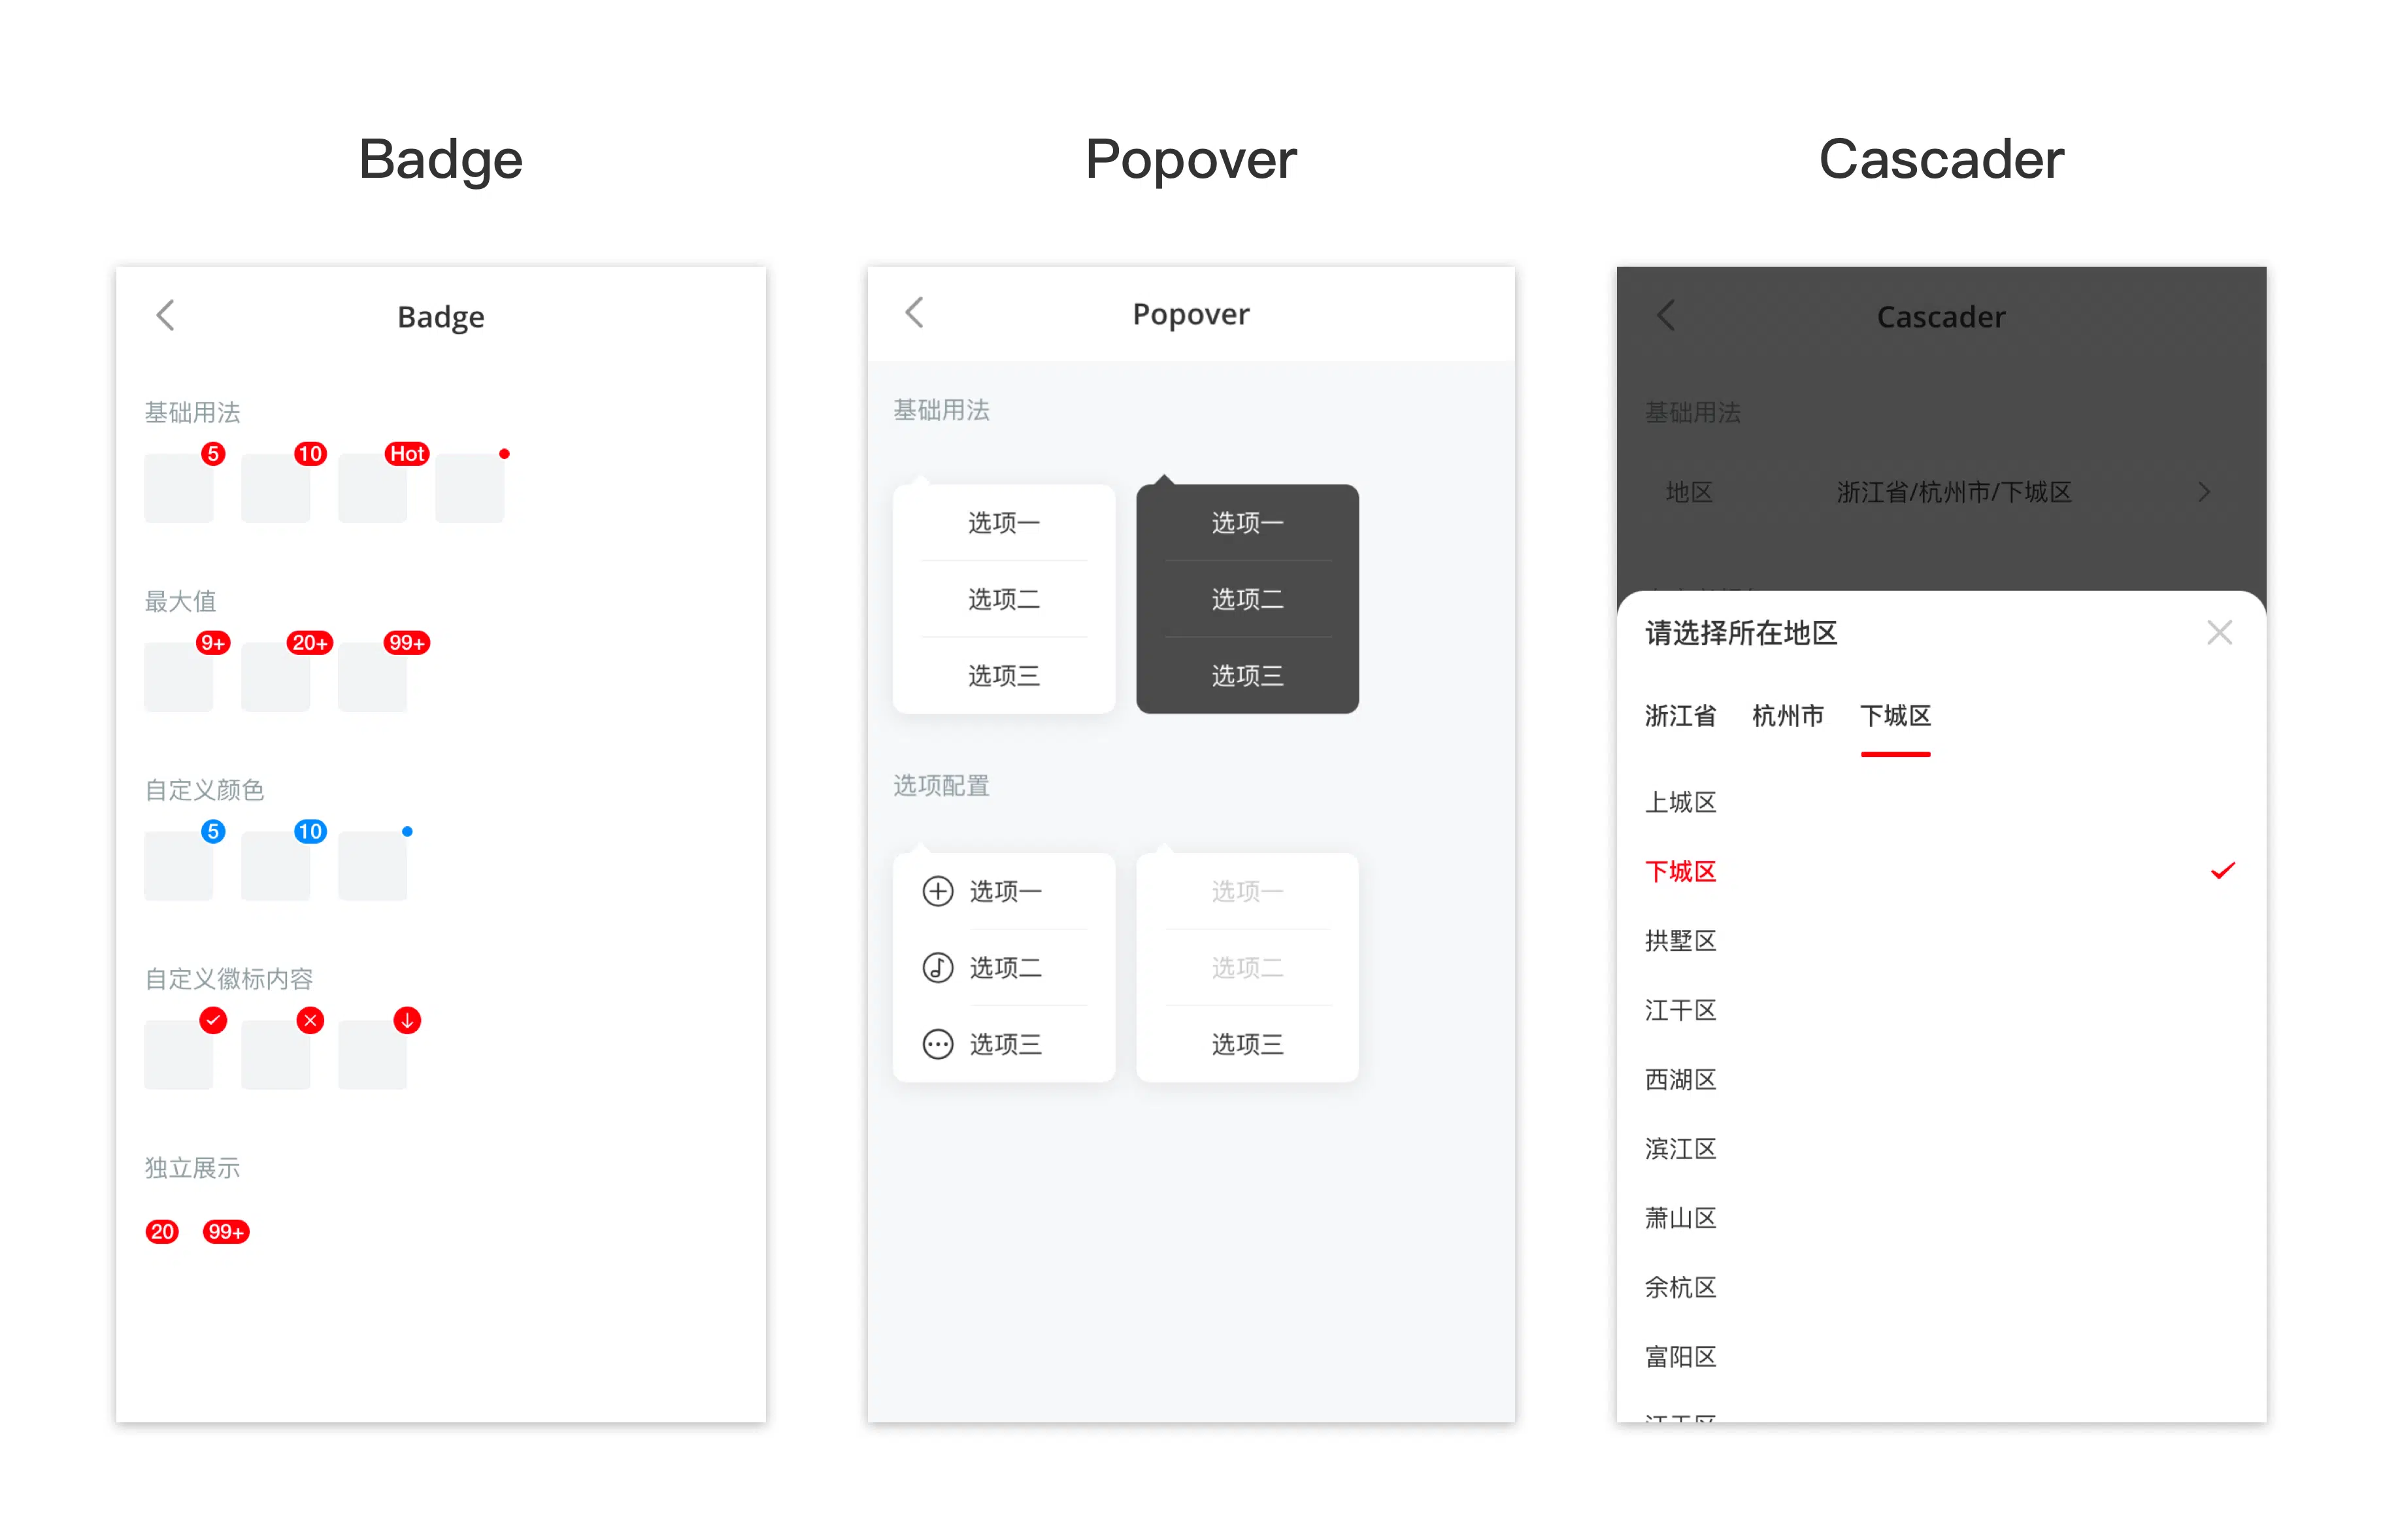 Badge
Popover
Cascader
Badge
基础用法
5
10
Hot
最大值
9+
20+
99+
自定义颜色
5
10
自定义徽标内容
独立展示
20
99+
Popover
基础用法
选项一
选项二
选项三
选项一
选项二
选项三
选项配置
选项一
选项二
选项三
选项一
选项二
选项三
Cascader
基础用法
地区
浙江省/杭州市/下城区
请选择所在地区
浙江省
杭州市
下城区
上城区
下城区
拱墅区
江干区
西湖区
滨江区
萧山区
余杭区
富阳区